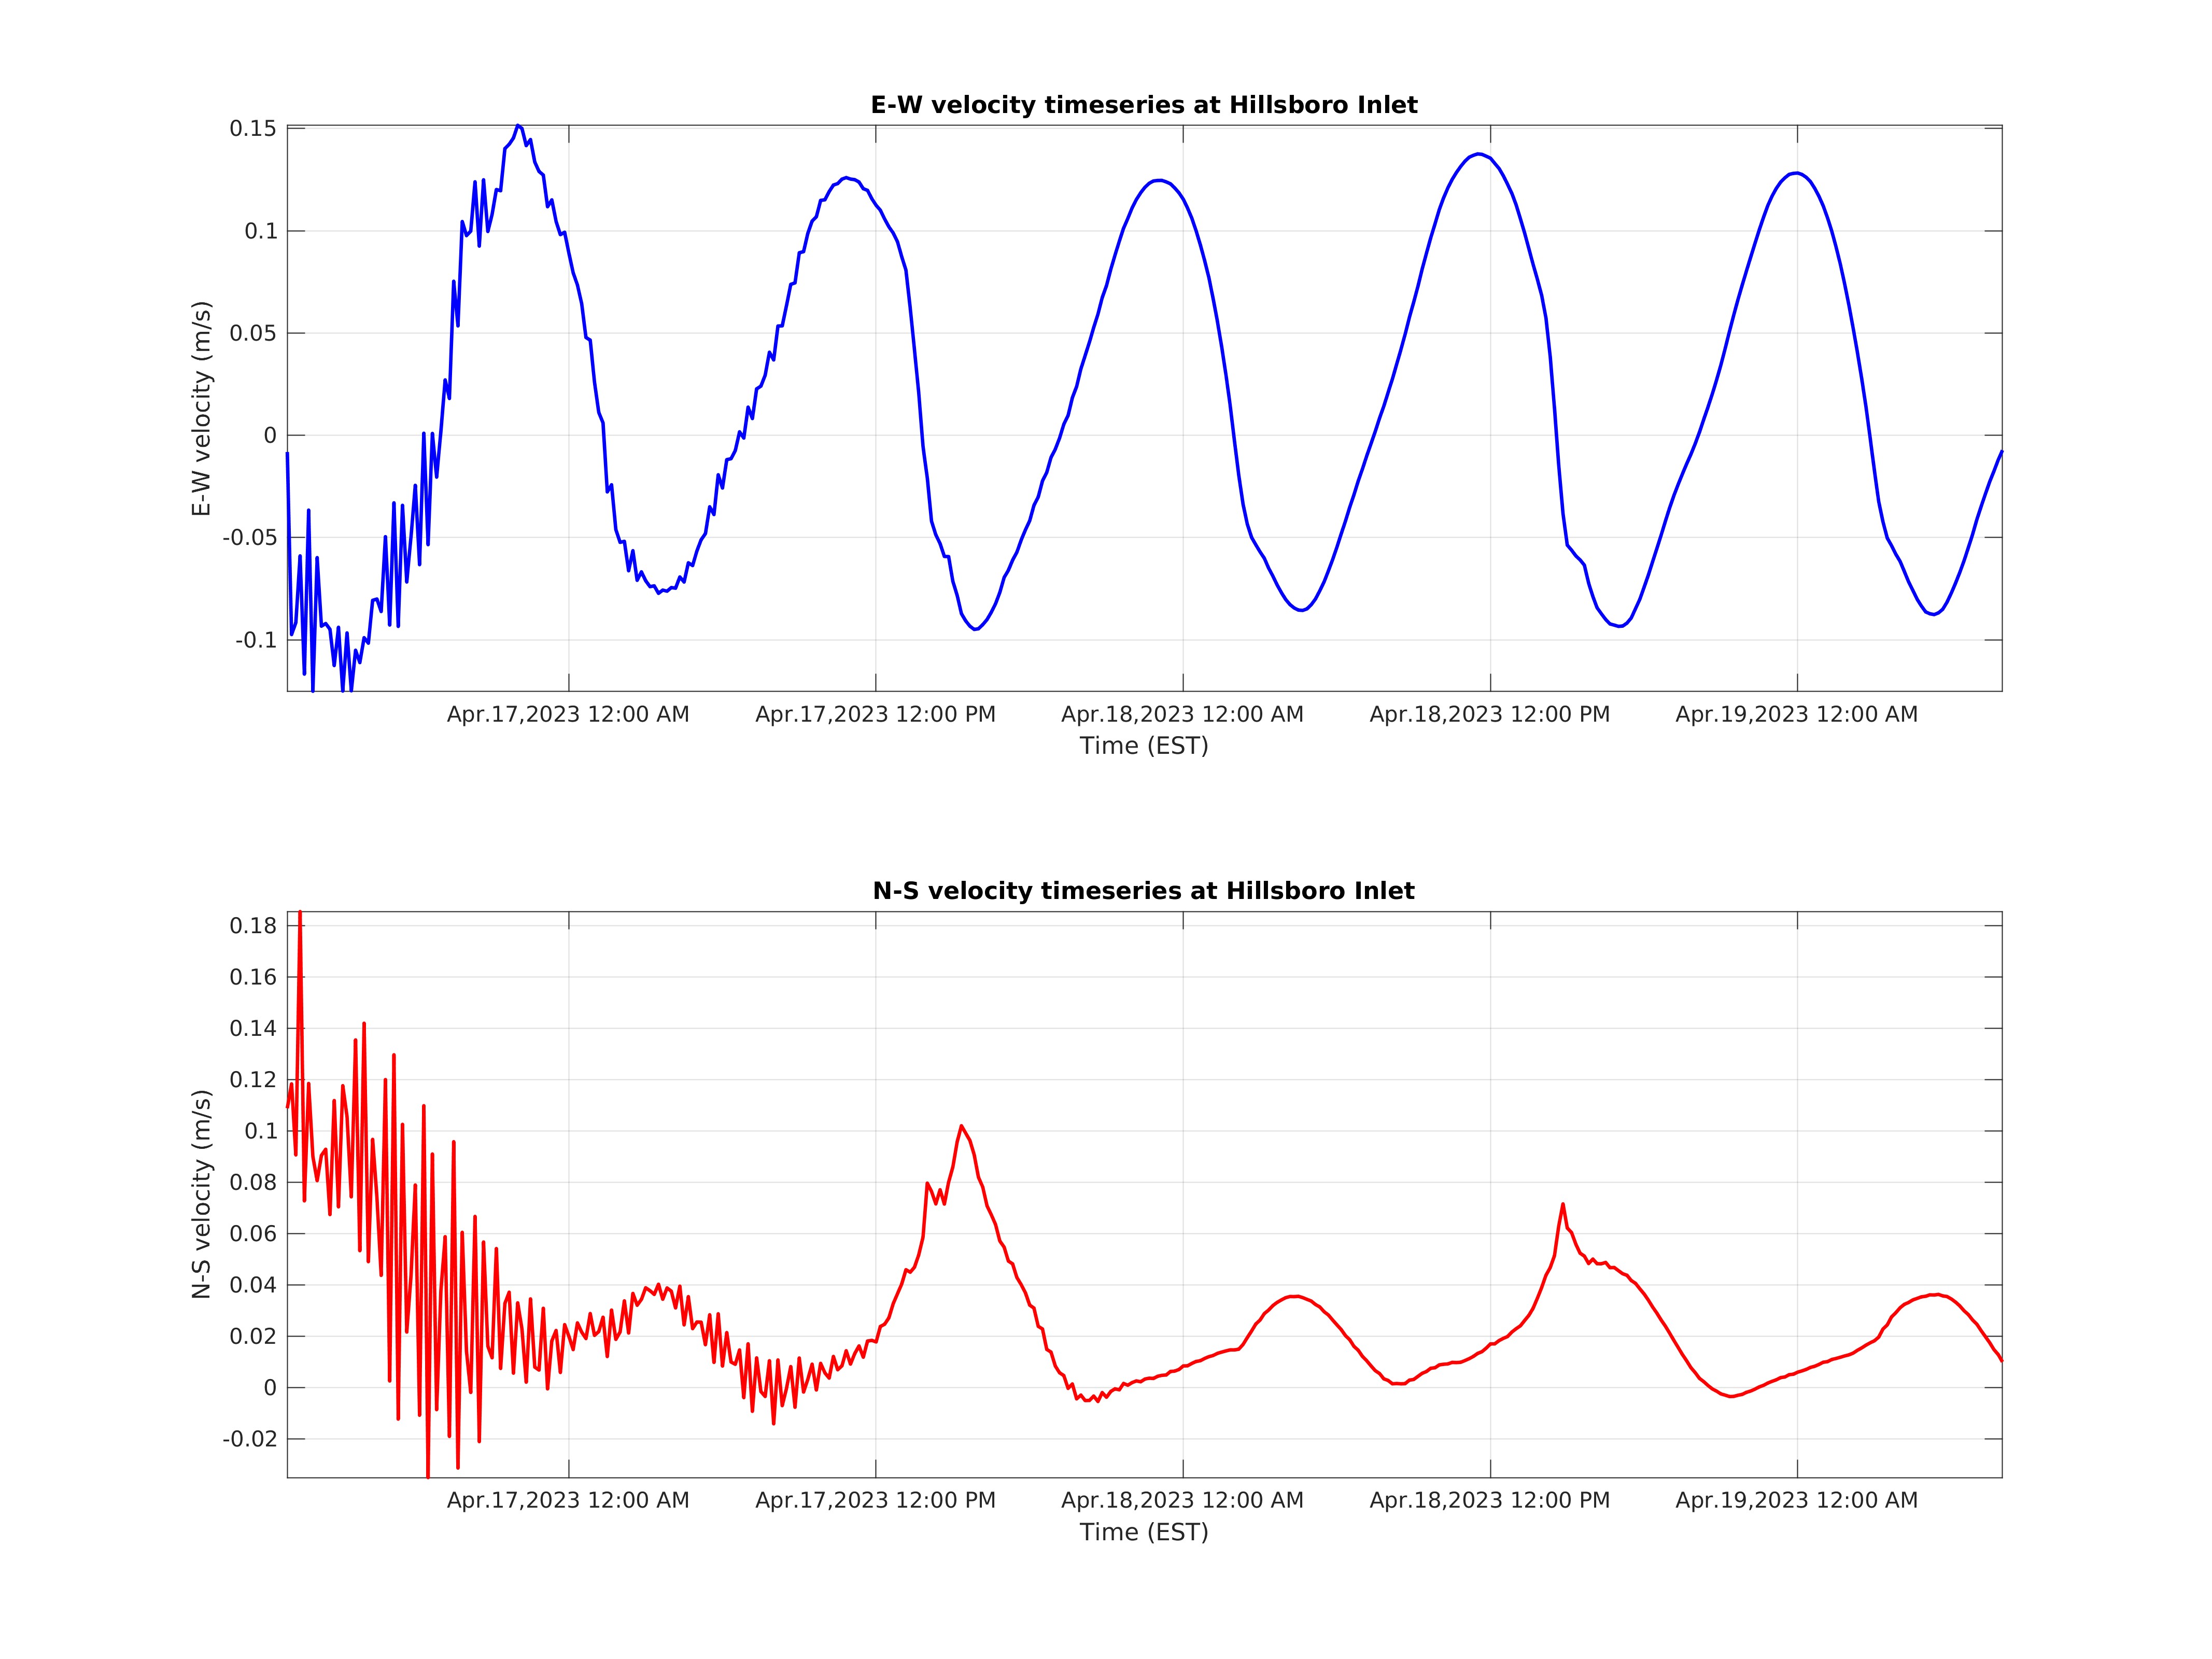 E-W velocity timeseries at Hillsboro Inlet
0.15
0.1
0.05
0
-0.05
-0.1
E-W velocity (m/s)
Apr.17,2023 12:00 AM Apr.17,2023 12:00 PM Apr.18,2023 12:00 AM Apr.18,2023 12:00 PM Apr.19,2023 12:00 AM
Time (EST)
N-S velocity timeseries at Hillsboro Inlet
0.18
0.16
0.14
0.12
0.1
0.08
0.06
0.04
0.02
0
-0.02
N-S velocity (m/s)
Apr.17,2023 12:00 AM Apr.17,2023 12:00 PM Apr.18,2023 12:00 AM Apr.18,2023 12:00 PM Apr.19,2023 12:00 AM
Time (EST)